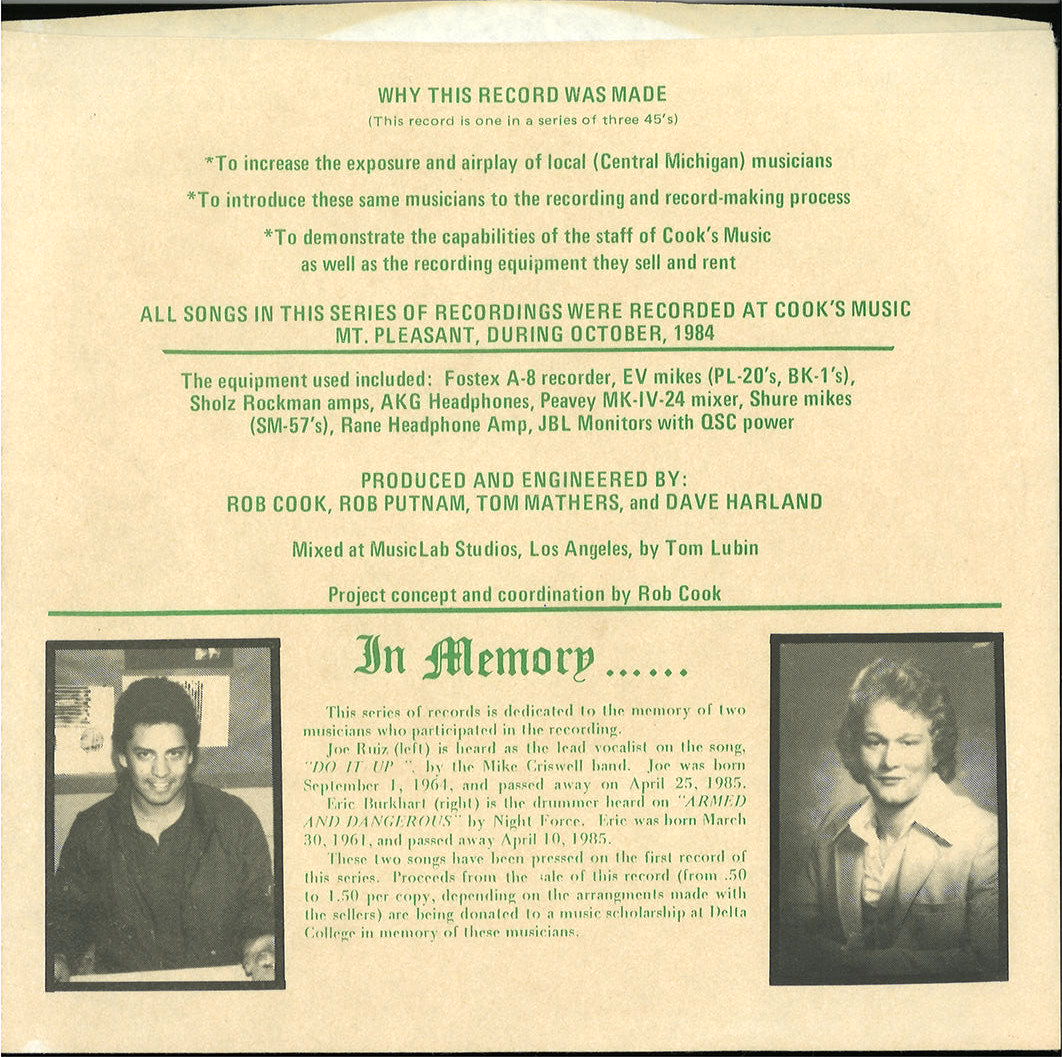 WHY THIS RECORD WAS MADE
(This record is one in a series of three 45's)
*To increase the exposure and airplay of local (Central Michigan) musicians
*To introduce these same musicians to the recording and record-making process
*To demonstrate the capabilities of the staff of Cook's Music
as well as the recording equipment they sell and rent
ALL SONGS IN THIS SERIES OF RECORDINGS WERE RECORDED AT COOK'S MUSIC
MT. PLEASANT, DURING OCTOBER, 1984
The equipment used included: Fostex A-8 recorder, EV mikes (PL-20's, BK-1's),
Sholz Rockman amps, AKG Headphones, Peavey MK-IV-24 mixer, Shure mikes
(SM-57's), Rane Headphone Amp, JBL Monitors with QSC power
PRODUCED AND ENGINEERED BY:
ROB COOK, ROB PUTNAM, TOM MATHERS, and DAVE HARLAND
Mixed at MusicLab Studios, Los Angeles, by Tom Lubin
Project concept and coordination by Rob Cook
In Memory......
This series of records is dedicated to the memory of two
musicians who participated in the recording.
Joe Ruiz (left) is heard as the lead vocalist on the song,
"DO IT UP ", by the Mike Criswell band. Joe was born
September 1, 1964, and passed away on April 25, 1985.
Eric Burkhart (right) is the drummer heard on "ARMED
AND DANGEROUS" by Night Force. Eric was born March
30, 1961, and passed away April 10, 1985.
These two songs have been pressed on the first record of
this series. Proceeds from the sale of this record (from .50
to 1.50 per copy, depending on the arrangments made with
the sellers) are being donated to a music scholarship at Delta
College in memory of these musicians.